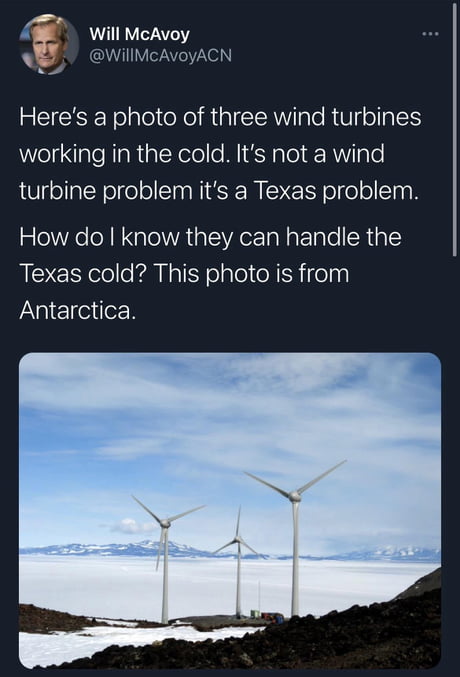 Will McAvoy
@WillMcAvoyACN
Here's a photo of three wind turbines
working in the cold. It's not a wind
turbine problem it's a Texas problem.
How do I know they can handle the
Texas cold? This photo is from
Antarctica.